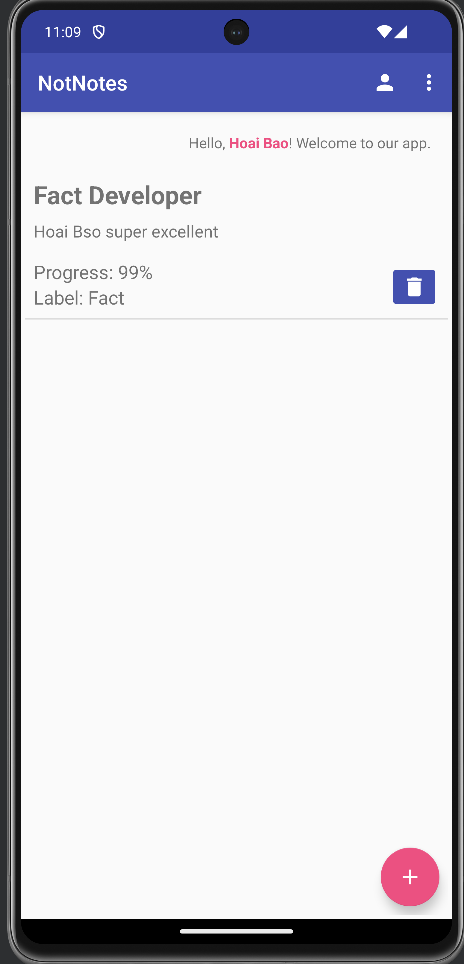 11:09
NotNotes
Hello, Hoai Bao! Welcome to our app.
Fact Developer
Hoai Bso super excellent
Progress: 99%
Label: Fact